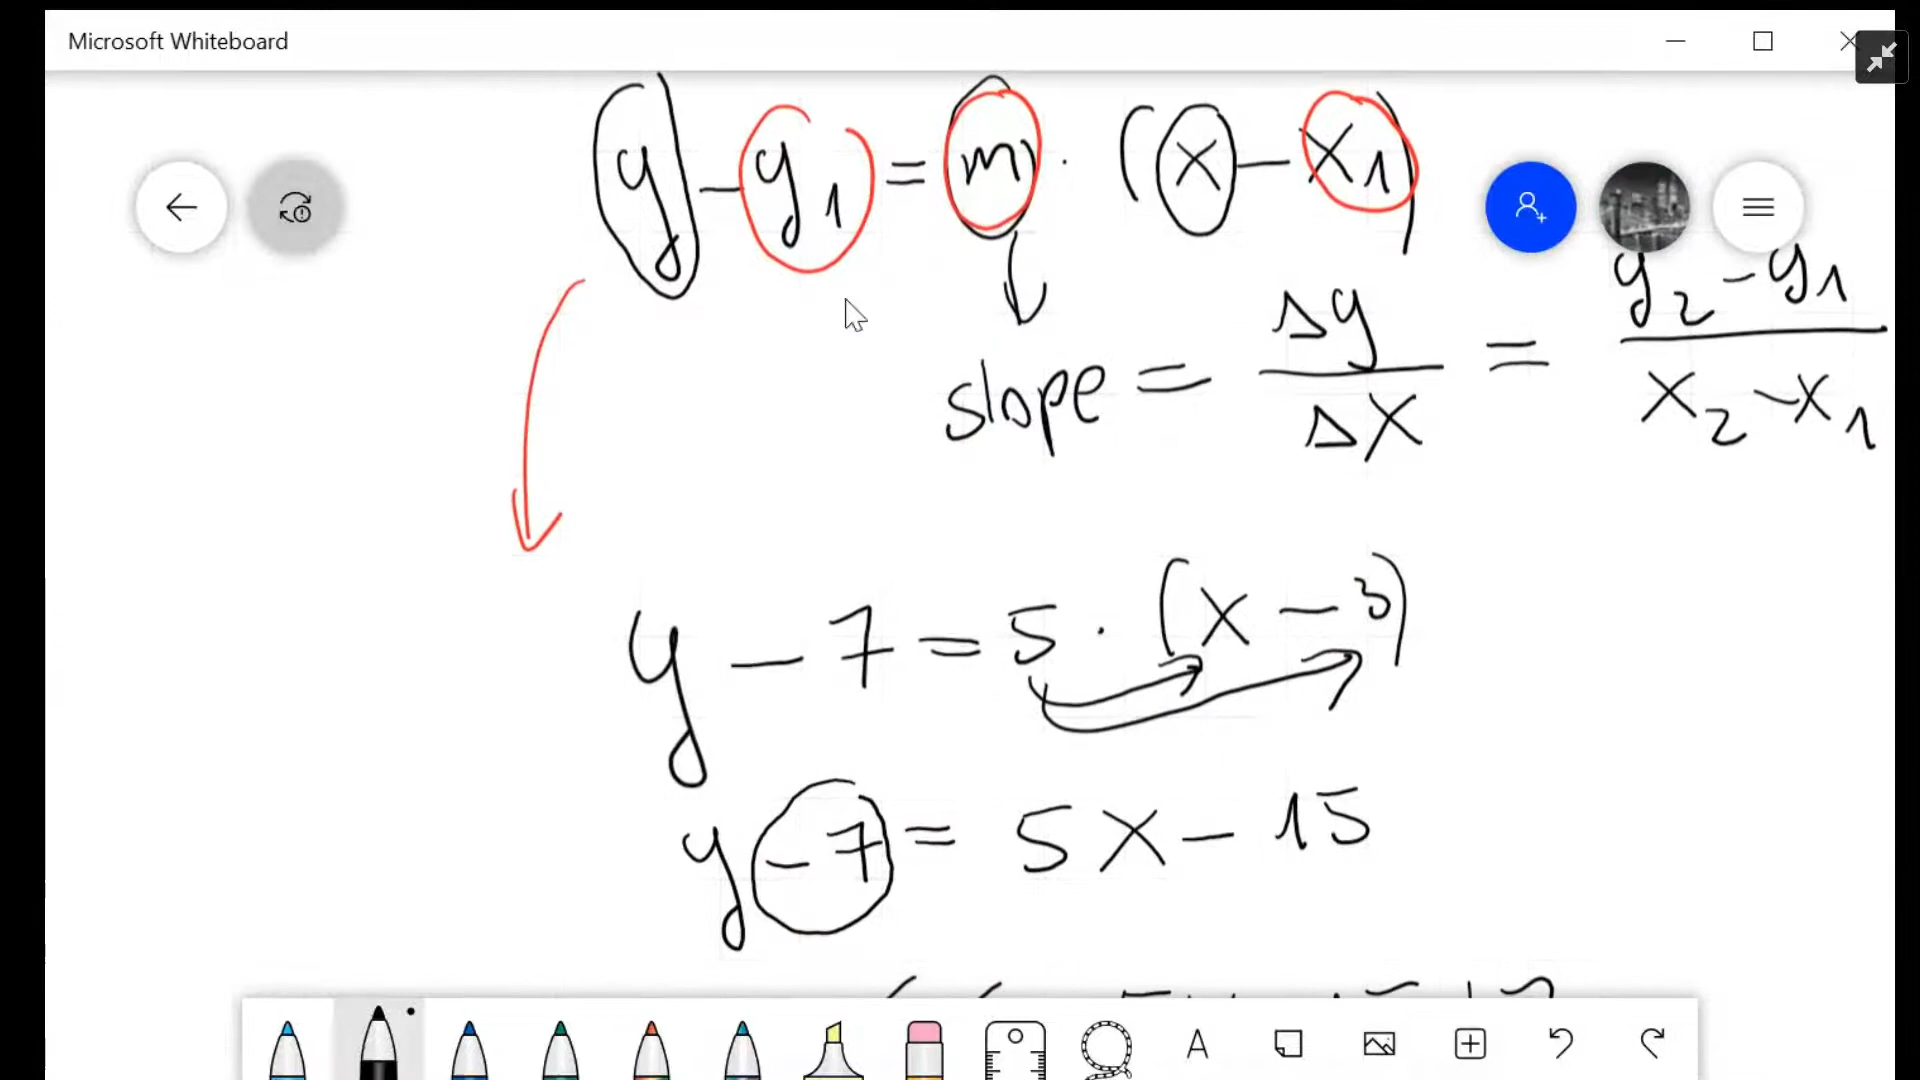 Microsoft Whiteboard
y - y₁ = m · (x - x₁)
slope = Δy/Δx = y₂ - y₁/x₂ - x₁
y - 7 = 5 · (x - 3)
y - 7 = 5x - 15